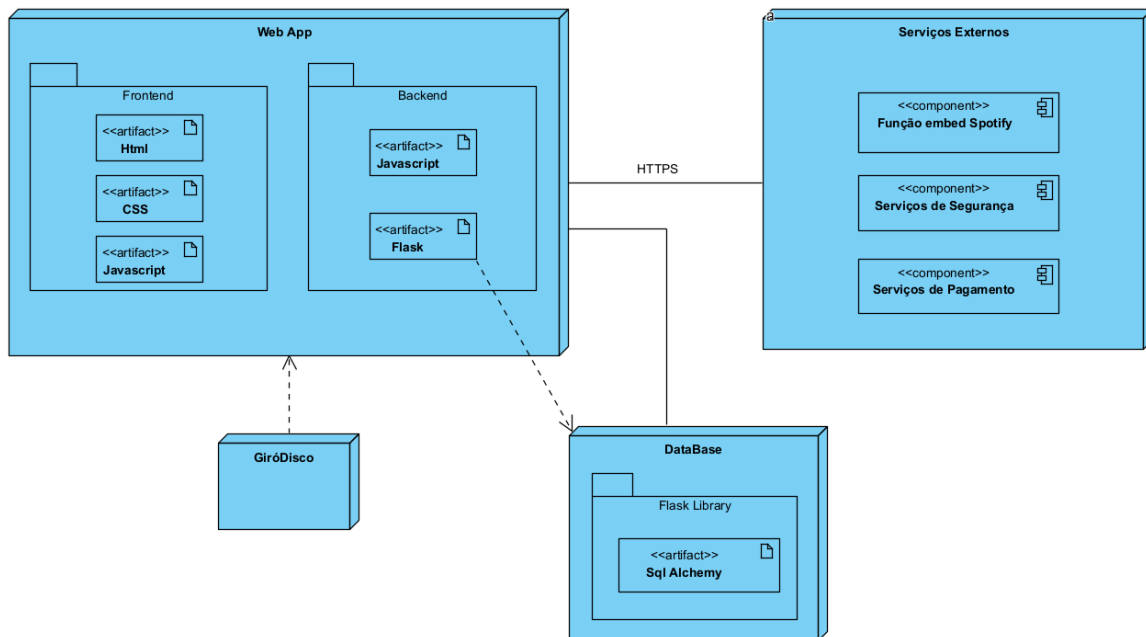 Web App
Frontend
<<artifact>>
Html
<<artifact>>
CSS
<<artifact>>
Javascript
Backend
<<artifact>>
Javascript
<<artifact>>
Flask
HTTPS
a
Serviços Externos
<<component>>
Função embed Spotify
<<component>>
Serviços de Segurança
<<component>>
Serviços de Pagamento
GiróDisco
DataBase
Flask Library
<<artifact>>
Sql Alchemy